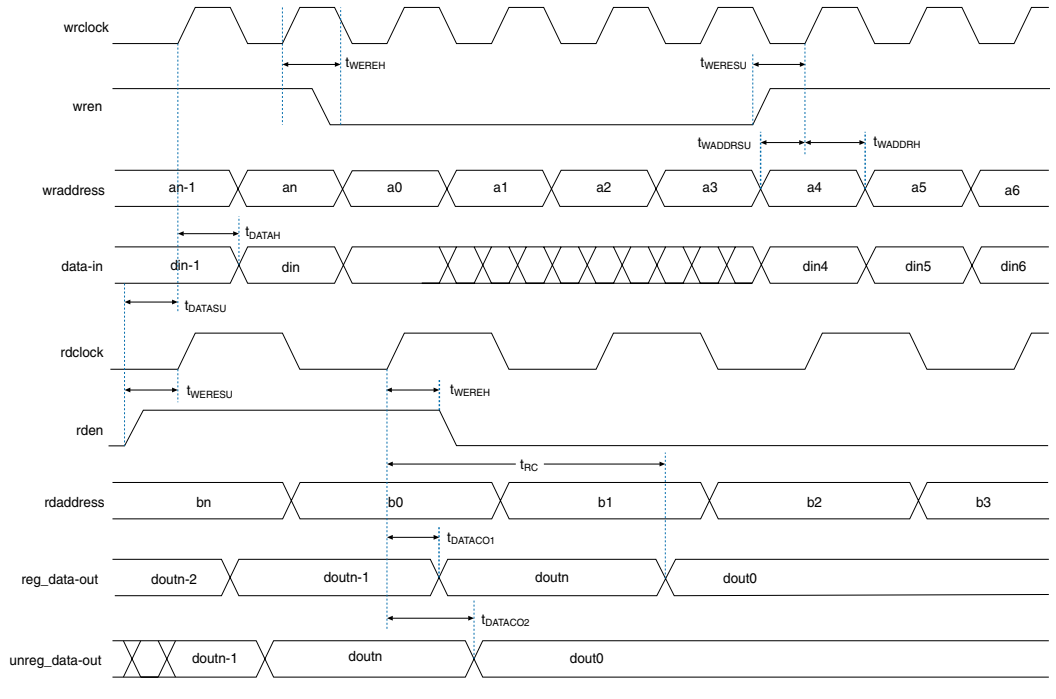 wrclock
tWEREH
tWERESU
wren
tWADDRSU
tWADDRH
wraddress an-1 an a0 a1 a2 a3 a4 a5 a6
tDATAH
data-in din-1 din din4 din5 din6
tDATASU
rdclock
tWERESU
tWEREH
rden
tRC
rdaddress bn b0 b1 b2 b3
tDATACO1
reg_data-out doutn-2 doutn-1 doutn dout0
tDATACO2
unreg_data-out doutn-1 doutn dout0